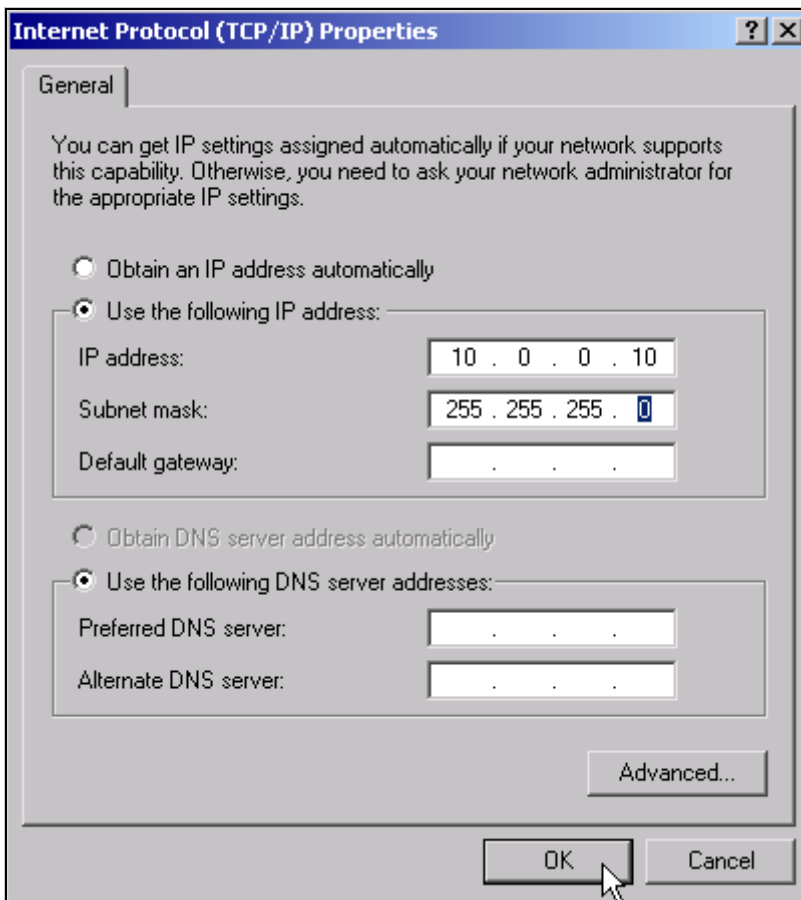 Internet Protocol (TCP/IP) Properties
General
You can get IP settings assigned automatically if your network supports
this capability. Otherwise, you need to ask your network administrator for
the appropriate IP settings.
Obtain an IP address automatically
Use the following IP address:
IP address: 10 . 0 . 0 . 10
Subnet mask: 255 . 255 . 255 . 0
Default gateway: . . .
Obtain DNS server address automatically
Use the following DNS server addresses:
Preferred DNS server: . . .
Alternate DNS server: . . .
Advanced...
OK Cancel